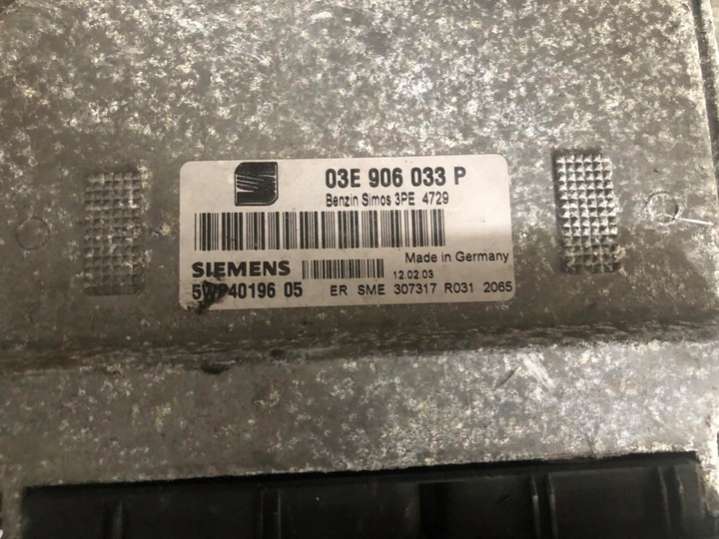 03E 906 033 P
Benzin Simos 3PE 4729
Made in Germany
SIEMENS 12.02.03
5WP40196 05 ER SME 307317 R031 2065